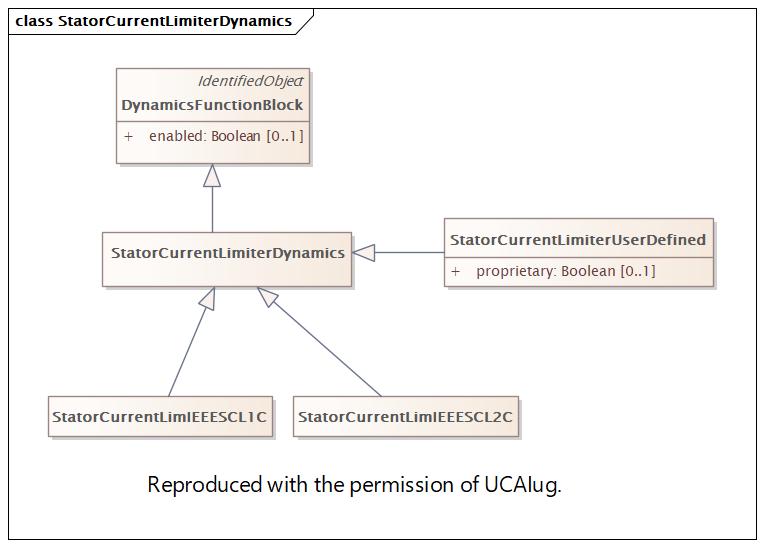 class StatorCurrentLimiterDynamics
IdentifiedObject
DynamicsFunctionBlock
+ enabled: Boolean [0..1]
StatorCurrentLimiterDynamics
StatorCurrentLimiterUserDefined
+ proprietary: Boolean [0..1]
StatorCurrentLimIEEESCL1C
StatorCurrentLimIEEESCL2C
Reproduced with the permission of UCAIug.